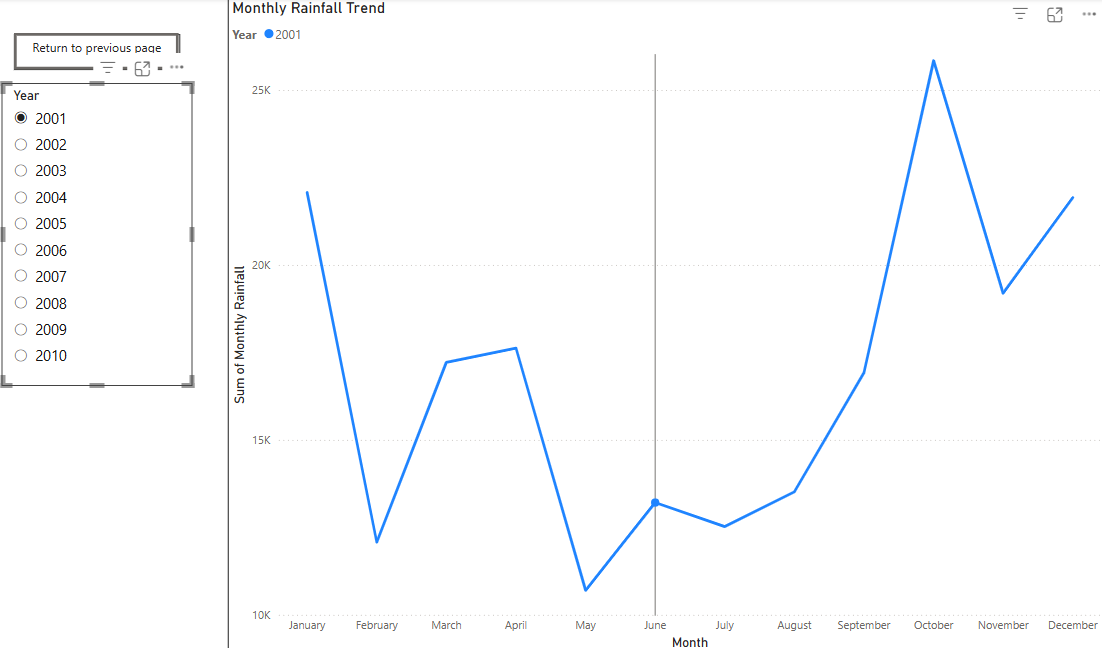 Monthly Rainfall Trend
Year 2001
Return to previous page
Year
2001
2002
2003
2004
2005
2006
2007
2008
2009
2010
Sum of Monthly Rainfall
25K
20K
15K
10K
January February March April May June July August September October November December
Month